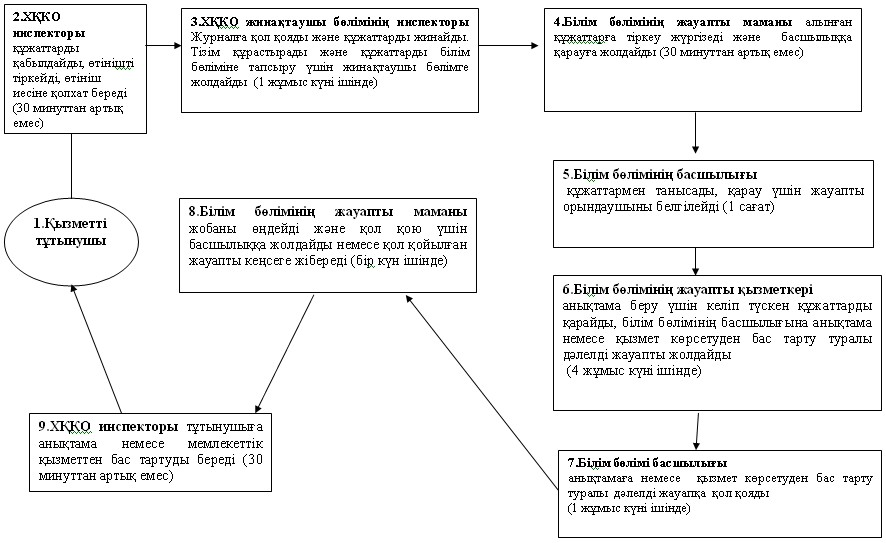 2.ХҚКО
инспекторы
құжаттарды
қабылдайды, өтінішті
тіркейді, өтініш
иесіне қолхат береді
(30 минуттан артық
емес)
3.ХҚКО жинақтаушы бөлімінің инспекторы
Журналға қол қояды және құжаттарды жинайды.
Тізім құрастырады және құжаттарды білім
бөліміне тапсыру үшін жинақтаушы бөлімге
жолдайды (1 жұмыс күні ішінде)
4.Білім бөлімінің жауапты маманы алынған
құжаттарға тіркеу жүргізеді және басшылыққа
қарауға жолдайды (30 минуттан артық емес)
5.Білім бөлімінің басшылығы
құжаттармен танысады, қарау үшін жауапты
орындаушыны белгілейді (1 сағат)
6.Білім бөлімінің жауапты қызметкері
анықтама беру үшін келіп түскен құжаттарды
қарайды, білім бөлімінің басшылығына анықтама
немесе қызмет көрсетуден бас тарту туралы
дәлелді жауапты жолдайды
(4 жұмыс күні ішінде)
7.Білім бөлімі басшылығы
анықтамаға немесе қызмет көрсетуден бас тарту
туралы дәлелді жауапқа қол қояды
(1 жұмыс күні ішінде)
8.Білім бөлімінің жауапты маманы
жобаны өңдейді және қол қою үшін
басшылыққа жолдайды немесе қол қойылған
жауапты кеңсеге жібереді (бір күн ішінде)
9.ХҚКО инспекторы тұтынушыға
анықтама немесе мемлекеттік
қызметтен бас тартуды береді (30
минуттан артық емес)
1.Қызметті
тұтынушы